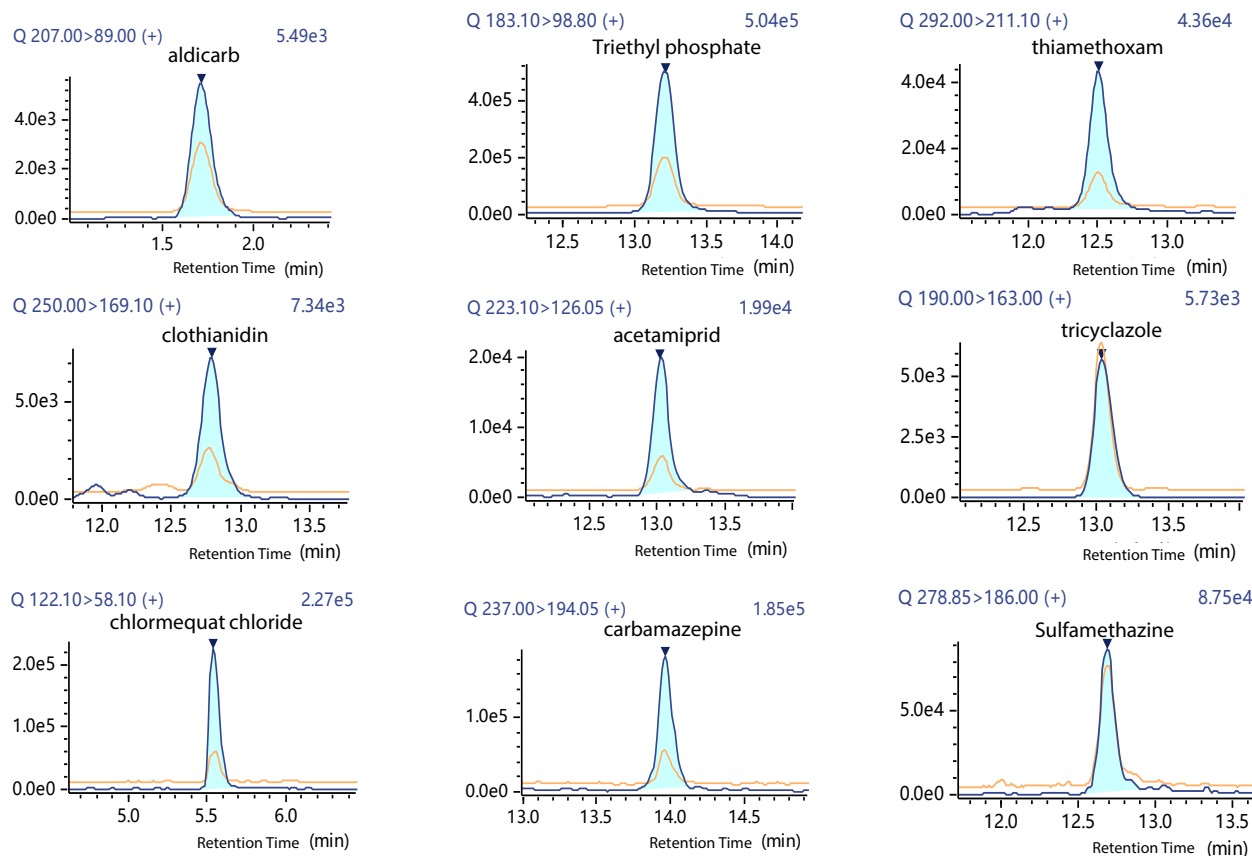 Q 207.00>89.00 (+) 5.49e3
aldicarb
4.0e3
2.0e3
0.0e0
1.5 2.0
Retention Time (min)
Q 183.10>98.80 (+) 5.04e5
Triethyl phosphate
4.0e5
2.0e5
0.0e0
12.5 13.0 13.5 14.0
Retention Time (min)
Q 292.00>211.10 (+) 4.36e4
thiamethoxam
4.0e4
2.0e4
0.0e0
12.0 12.5 13.0
Retention Time (min)
Q 250.00>169.10 (+) 7.34e3
clothianidin
5.0e3
0.0e0
12.0 12.5 13.0 13.5
Retention Time (min)
Q 223.10>126.05 (+) 1.99e4
acetamiprid
2.0e4
1.0e4
0.0e0
12.5 13.0 13.5
Retention Time (min)
Q 190.00>163.00 (+) 5.73e3
tricyclazole
5.0e3
2.5e3
0.0e0
12.5 13.0 13.5
Retention Time (min)
Q 122.10>58.10 (+) 2.27e5
chlormequat chloride
2.0e5
1.0e5
0.0e0
5.0 5.5 6.0
Retention Time (min)
Q 237.00>194.05 (+) 1.85e5
carbamazepine
1.0e5
0.0e0
13.0 13.5 14.0 14.5
Retention Time (min)
Q 278.85>186.00 (+) 8.75e4
Sulfamethazine
5.0e4
0.0e0
12.0 12.5 13.0 13.5
Retention Time (min)